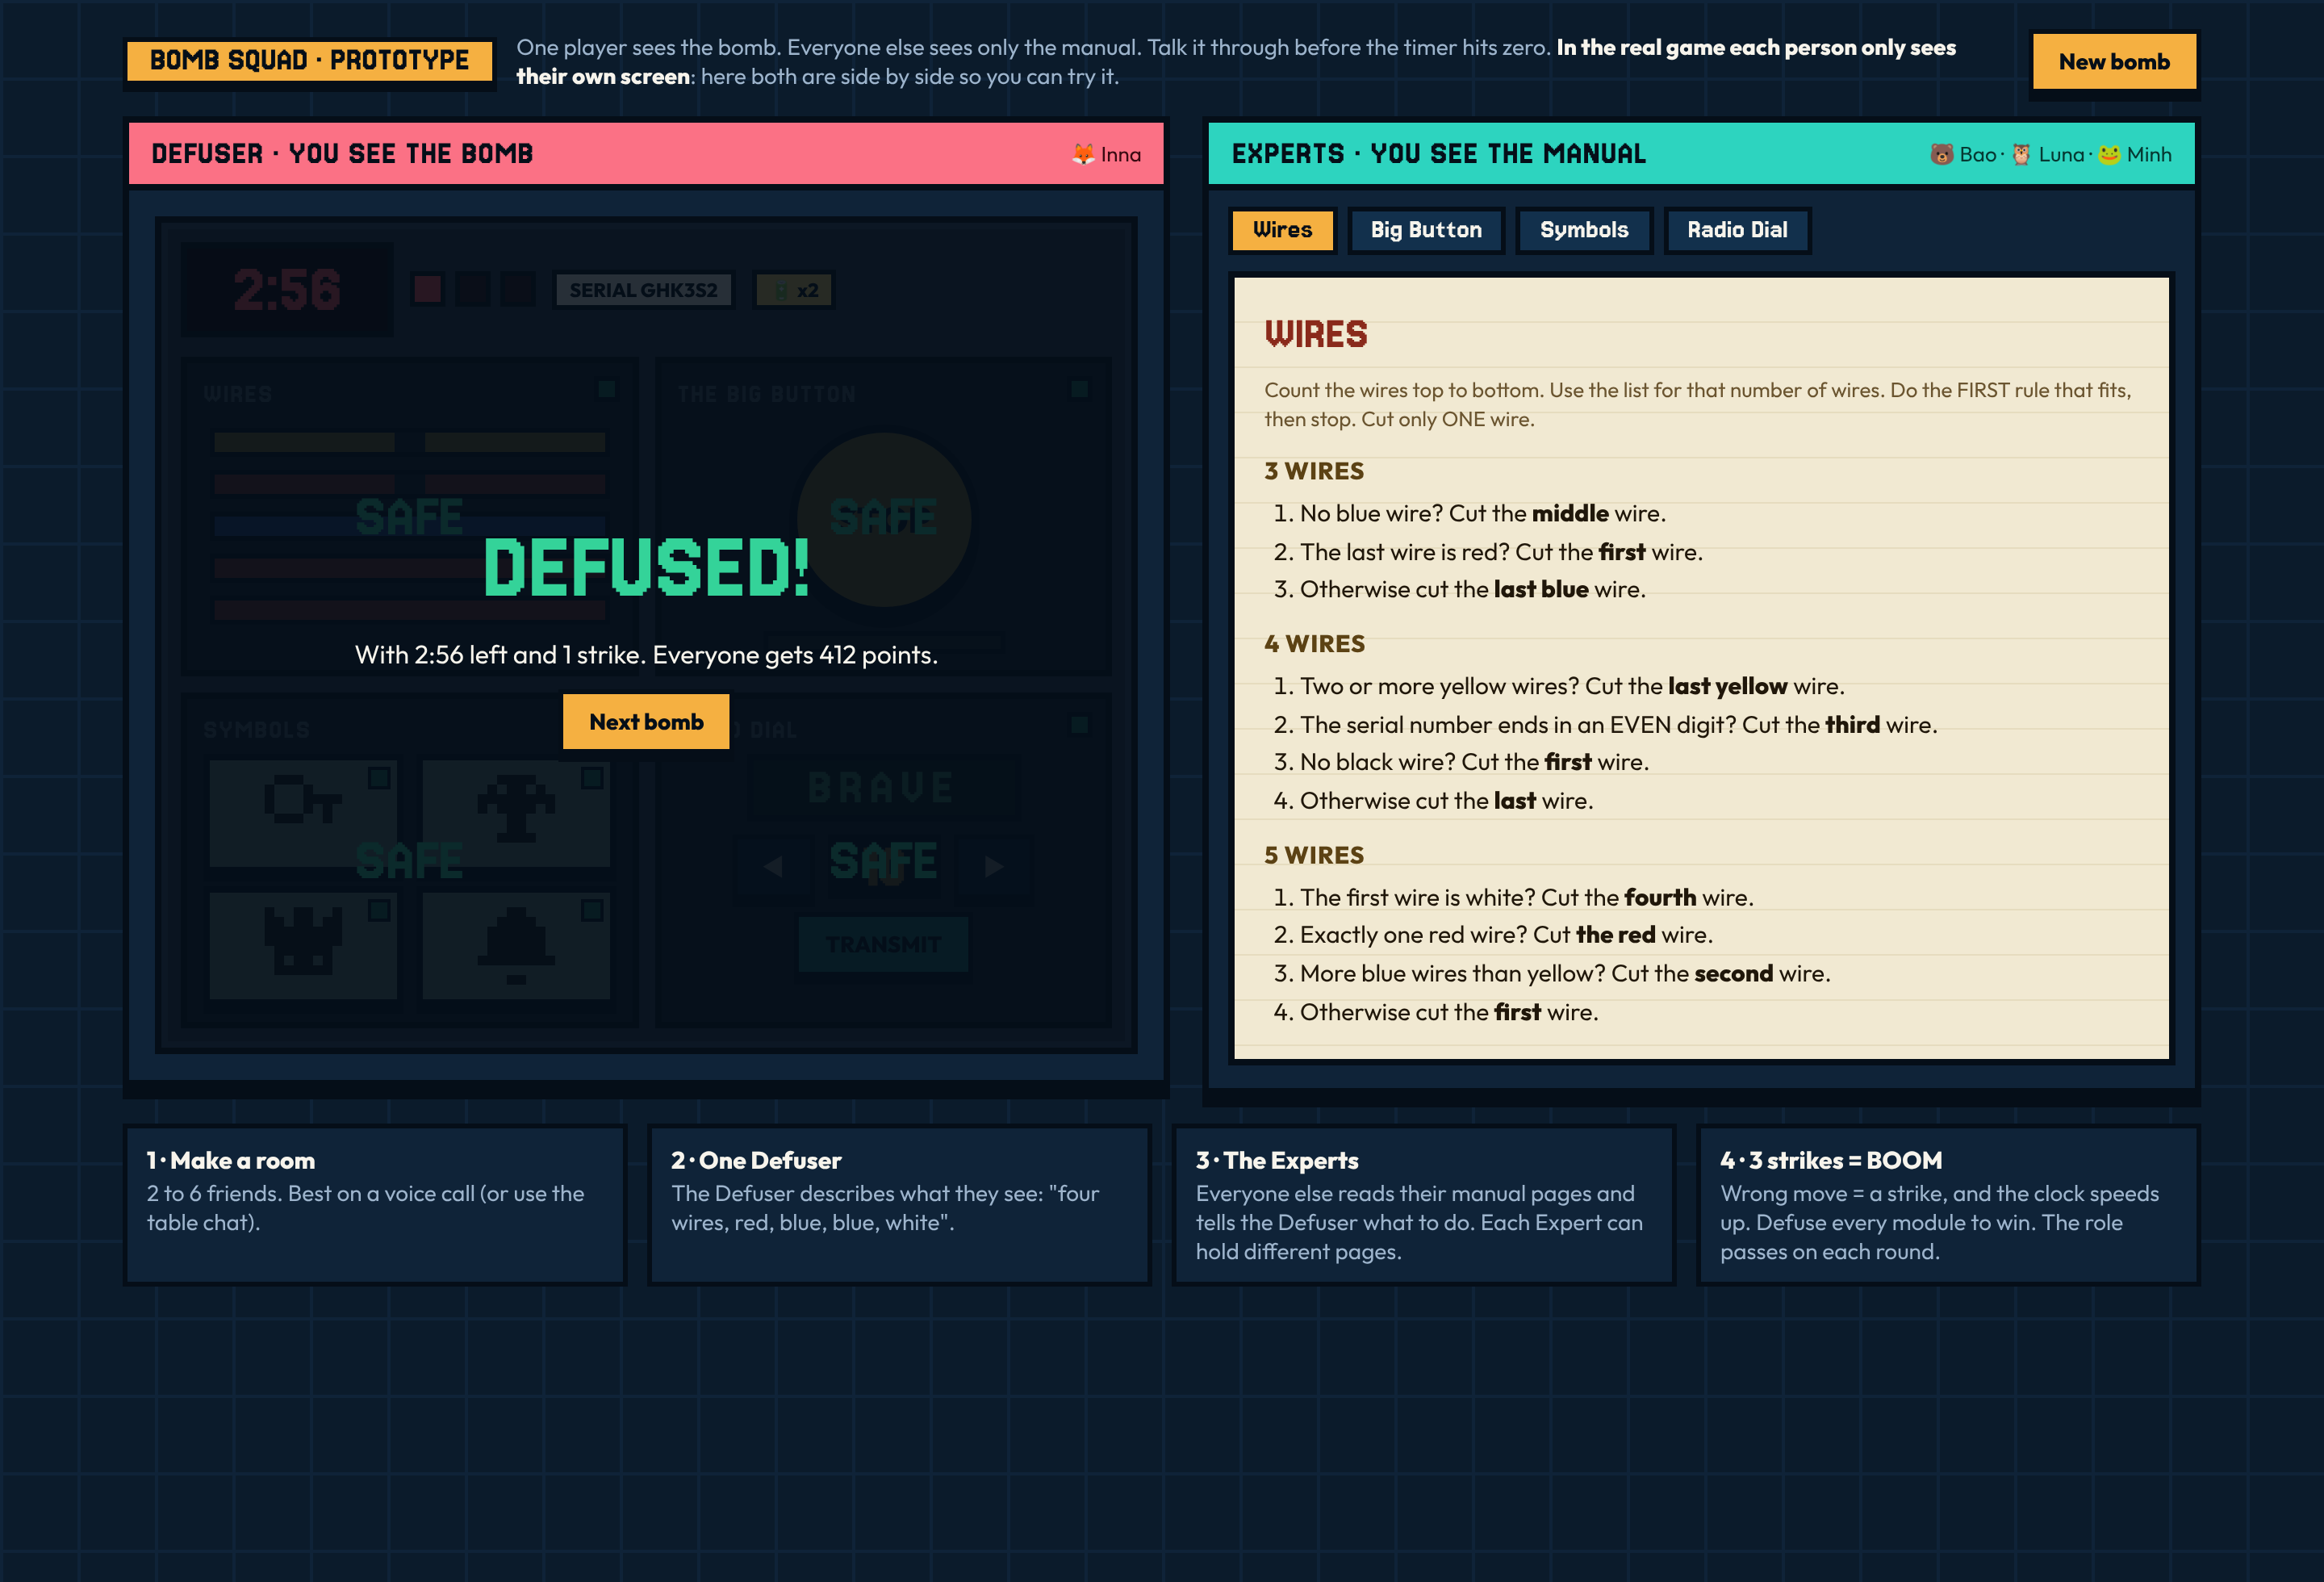 BOMB SQUAD · PROTOTYPE
One player sees the bomb. Everyone else sees only the manual. Talk it through before the timer hits zero. In the real game each person only sees
their own screen: here both are side by side so you can try it.
New bomb
DEFUSER · YOU SEE THE BOMB
Inna
2:56
SERIAL GHK3S2
x2
WIRES
SAFE
THE BIG BUTTON
SAFE
DEFUSED!
With 2:56 left and 1 strike. Everyone gets 412 points.
Next bomb
SYMBOLS
SAFE
DIAL
BRAVE
SAFE
TRANSMIT
EXPERTS · YOU SEE THE MANUAL
Bao · Luna · Minh
Wires
Big Button
Symbols
Radio Dial
WIRES
Count the wires top to bottom. Use the list for that number of wires. Do the FIRST rule that fits,
then stop. Cut only ONE wire.
3 WIRES
1. No blue wire? Cut the middle wire.
2. The last wire is red? Cut the first wire.
3. Otherwise cut the last blue wire.
4 WIRES
1. Two or more yellow wires? Cut the last yellow wire.
2. The serial number ends in an EVEN digit? Cut the third wire.
3. No black wire? Cut the first wire.
4. Otherwise cut the last wire.
5 WIRES
1. The first wire is white? Cut the fourth wire.
2. Exactly one red wire? Cut the red wire.
3. More blue wires than yellow? Cut the second wire.
4. Otherwise cut the first wire.
1 · Make a room
2 to 6 friends. Best on a voice call (or use the
table chat).
2 · One Defuser
The Defuser describes what they see: "four
wires, red, blue, blue, white".
3 · The Experts
Everyone else reads their manual pages and
tells the Defuser what to do. Each Expert can
hold different pages.
4 · 3 strikes = BOOM
Wrong move = a strike, and the clock speeds
up. Defuse every module to win. The role
passes on each round.